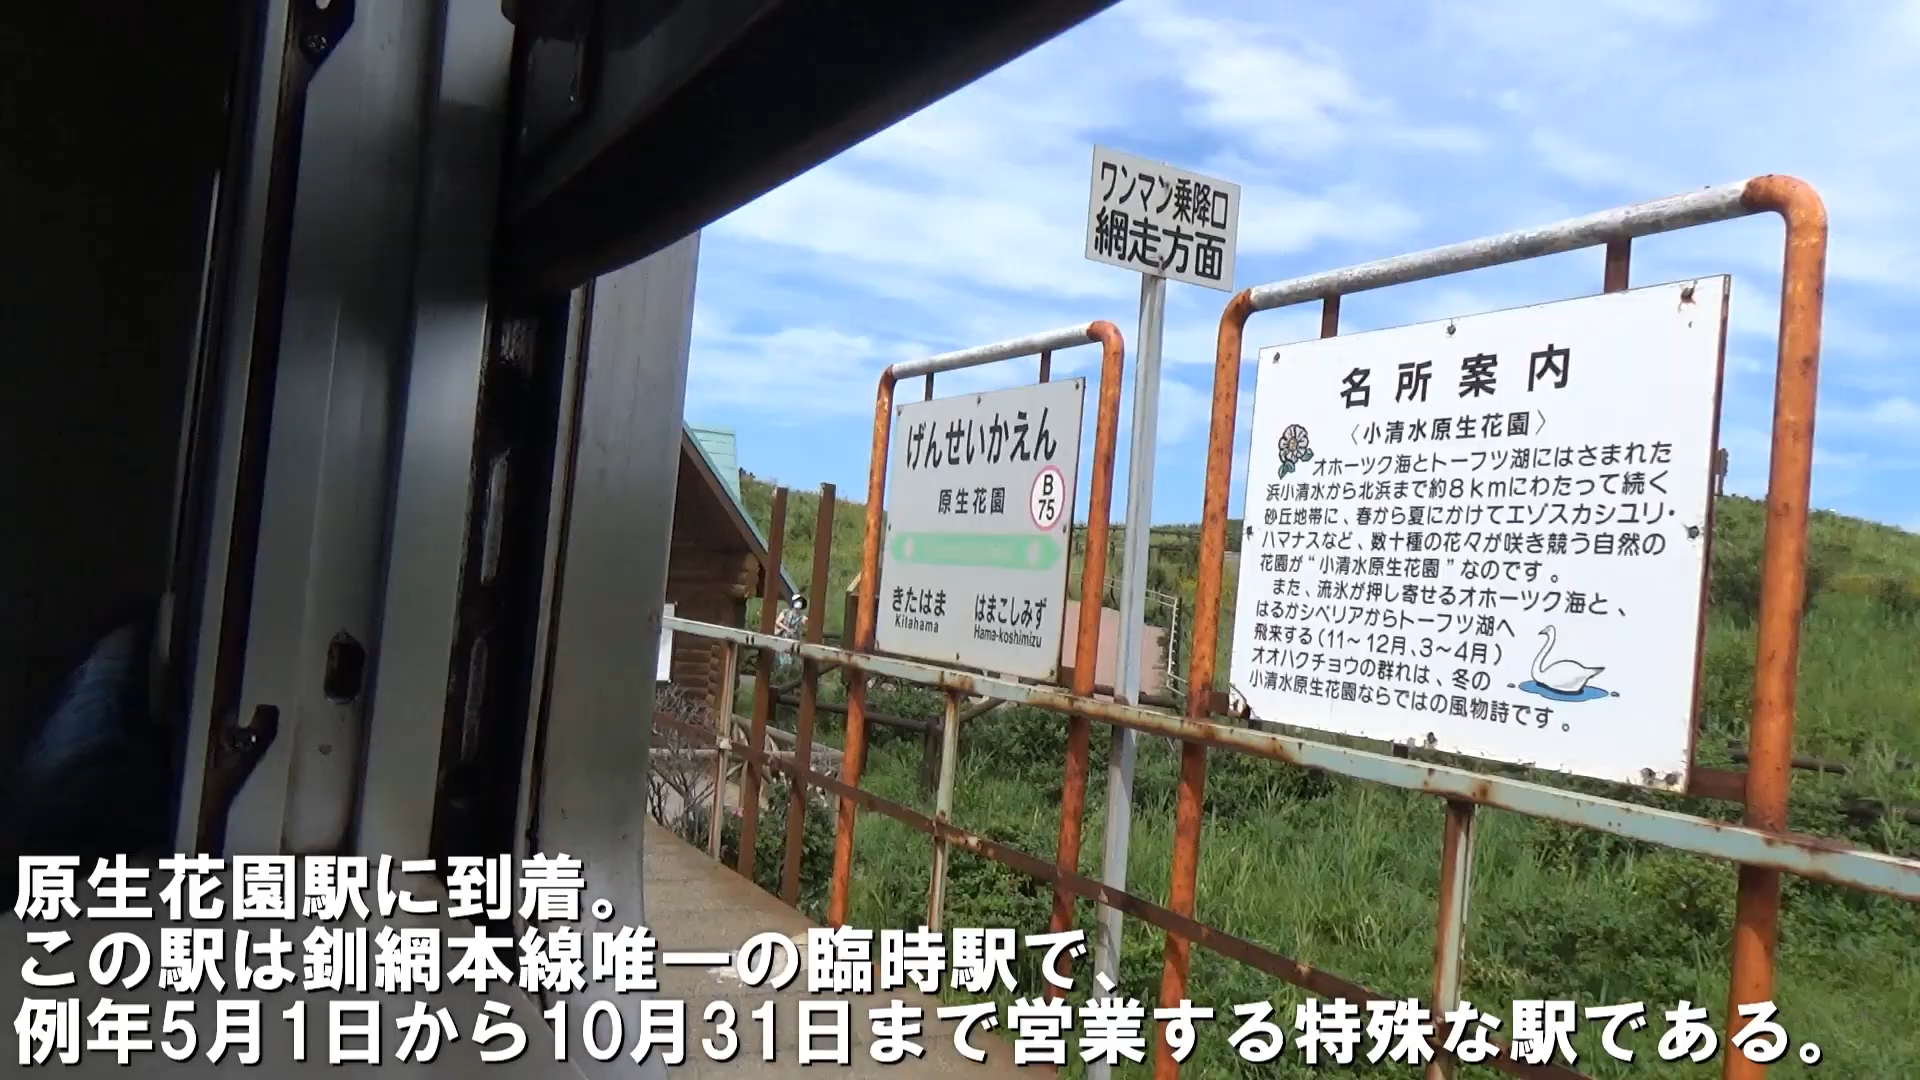 ワンマン乗降口
網走方面
げんせいかえん
原生花園
B
75
きたはま
Kitahama
はまこしみず
Hama-koshimizu
名所案内
〈小清水原生花園〉
オホーツク海とトーフツ湖にはさまれた
浜小清水から北浜まで約8kmにわたって続く
砂丘地帯に、春から夏にかけてエゾスカシユリ・
ハマナスなど、数十種の花々が咲き競う自然の
花園が“小清水原生花園”なのです。
また、流氷が押し寄せるオホーツク海と、
はるかシベリアからトーフツ湖へ
飛来する(11～12月、3～4月)
オオハクチョウの群れは、冬の
小清水原生花園ならではの風物詩です。
原生花園駅に到着。
この駅は釧網本線唯一の臨時駅で、
例年5月1日から10月31日まで営業する特殊な駅である。